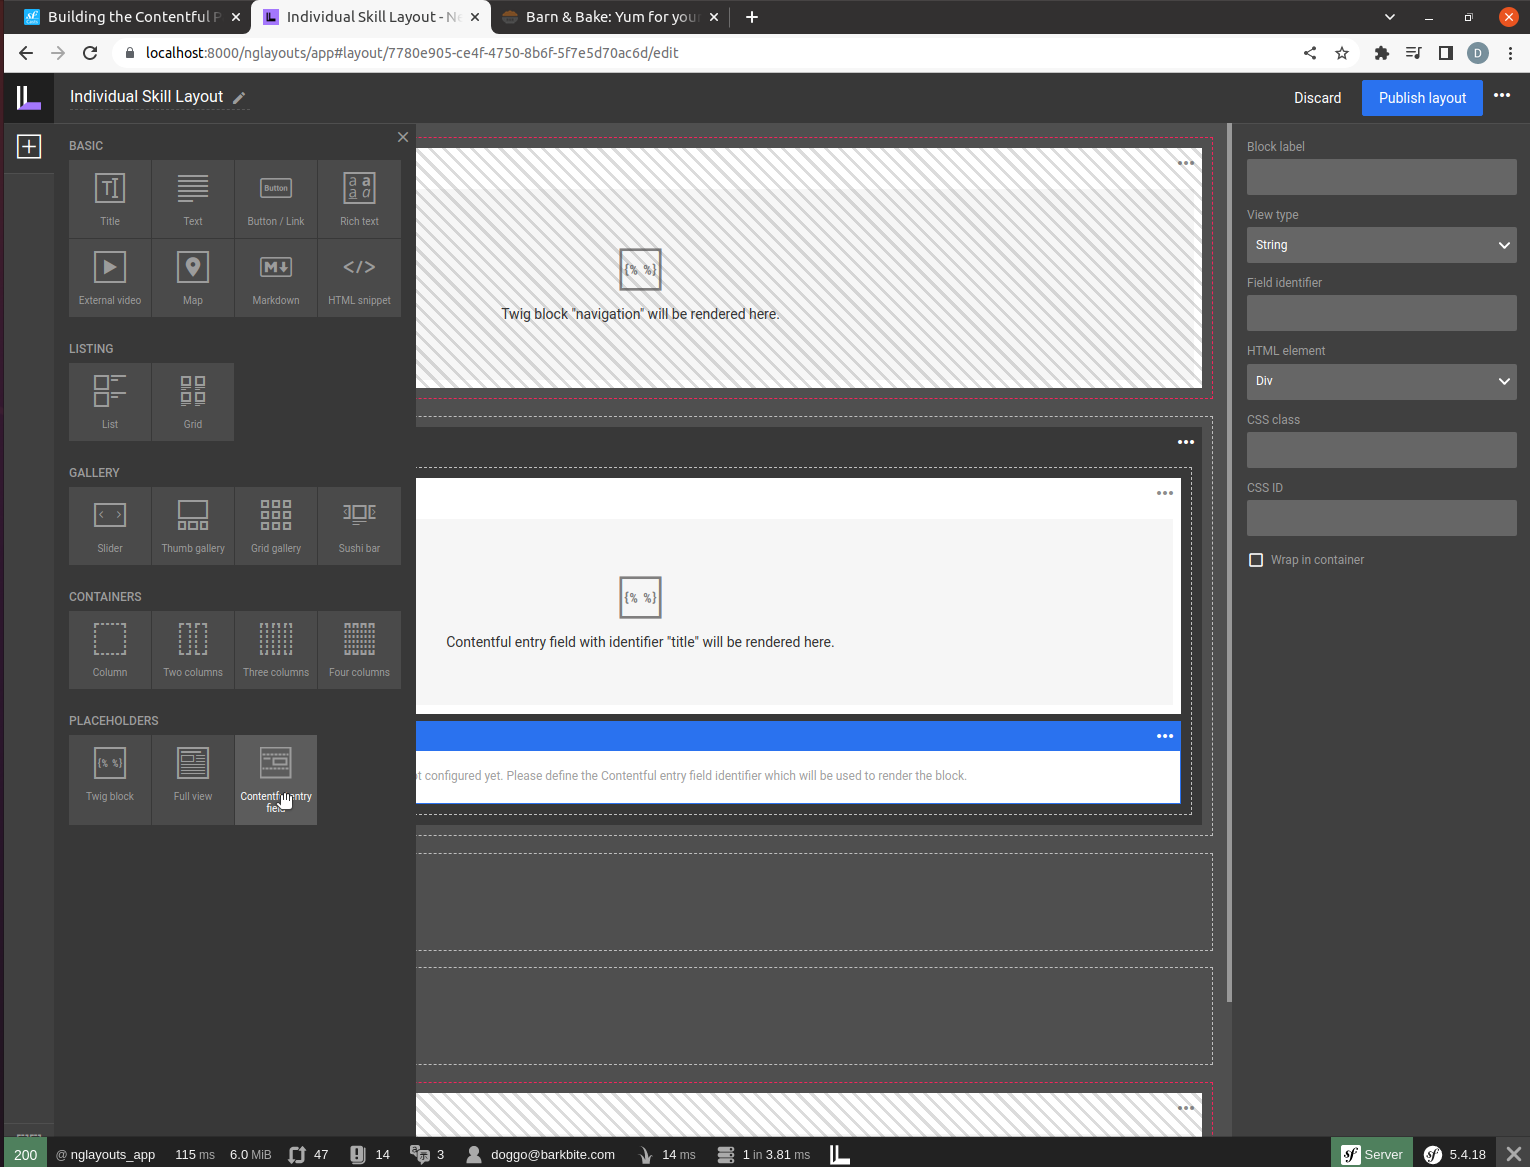 Building the Contentful P
Individual Skill Layout - Ne
Barn & Bake: Yum for your
localhost:8000/nglayouts/app#layout/7780e905-ce4f-4750-8b6f-5f7e5d70ac6d/edit
D
Individual Skill Layout
Discard
Publish layout
BASIC
Title
Text
Button
Button / Link
Rich text
External video
Map
Markdown
HTML snippet
LISTING
List
Grid
GALLERY
Slider
Thumb gallery
Grid gallery
Sushi bar
CONTAINERS
Column
Two columns
Three columns
Four columns
PLACEHOLDERS
{% %}
Twig block
Full view
Contentful entry
field
{% %}
Twig block "navigation" will be rendered here.
{% %}
Contentful entry field with identifier "title" will be rendered here.
t configured yet. Please define the Contentful entry field identifier which will be used to render the block.
Block label
View type
String
Field identifier
HTML element
Div
CSS class
CSS ID
Wrap in container
200 @ nglayouts_app 115 ms 6.0 MiB 47 14 3 doggo@barkbite.com 14 ms 1 in 3.81 ms sf Server sf 5.4.18